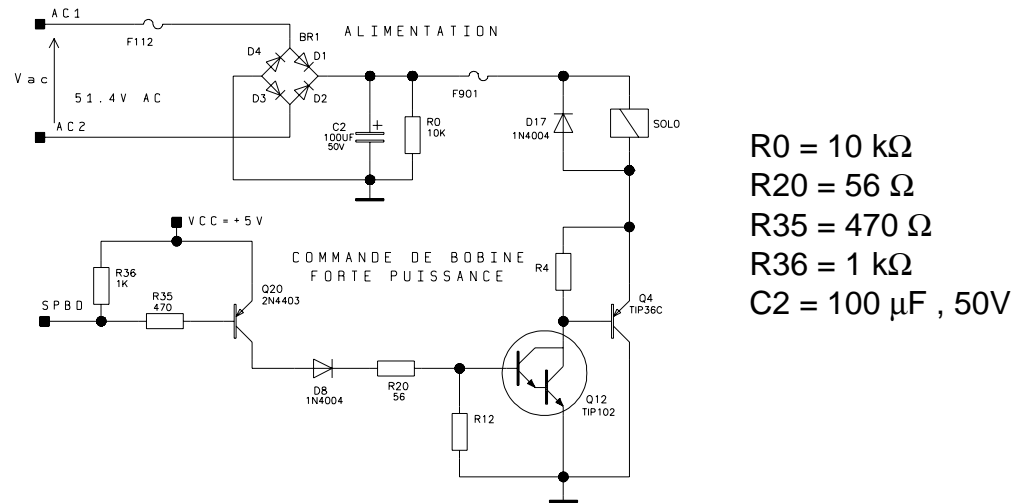 AC1
F112
BR1
ALIMENTATION
D4
D1
D3
D2
Vac
51,4V AC
AC2
C2
100UF
50V
+
R0
10K
F901
D17
1N4004
SOLO
R0 = 10 kΩ
R20 = 56 Ω
R35 = 470 Ω
R36 = 1 kΩ
C2 = 100 μF , 50V
VCC=+5V
COMMANDE DE BOBINE
FORTE PUISSANCE
R36
1K
SPBD
R35
470
Q20
2N4403
R4
Q4
TIP36C
D8
1N4004
R20
56
R12
Q12
TIP102